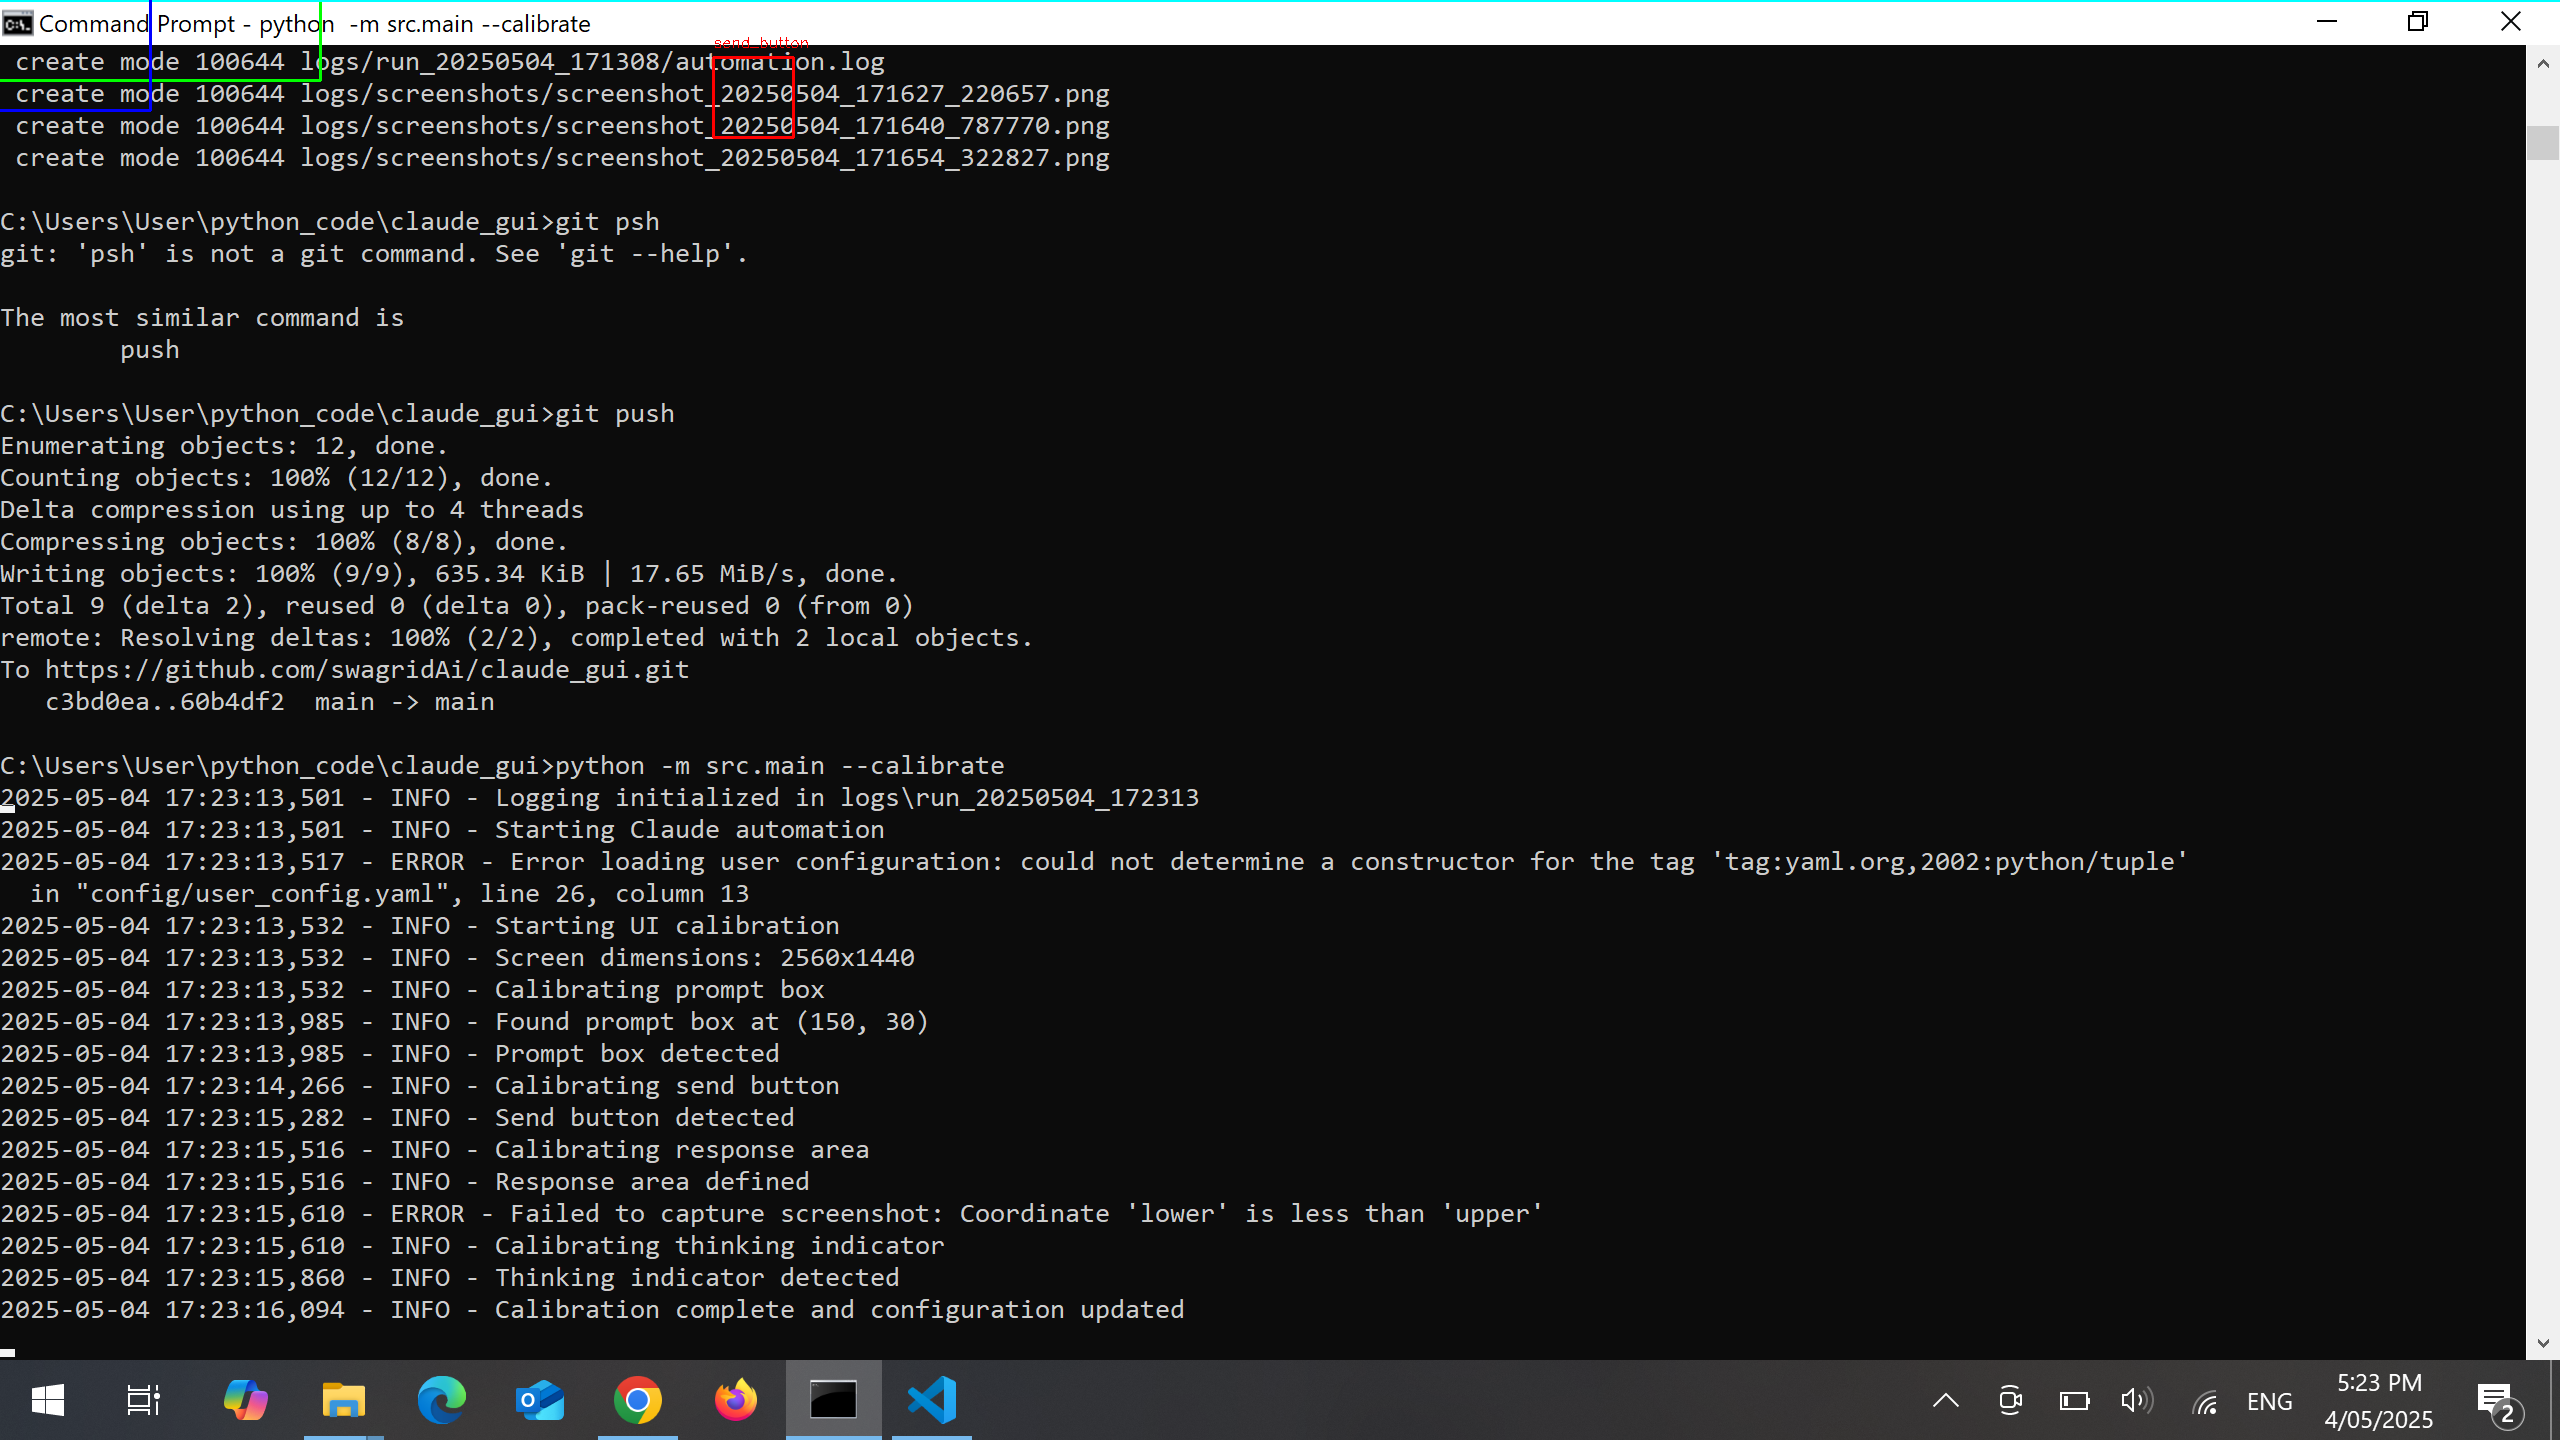 Command Prompt - python  -m src.main --calibrate
send_button
 create mode 100644 logs/run_20250504_171308/automation.log
 create mode 100644 logs/screenshots/screenshot_20250504_171627_220657.png
 create mode 100644 logs/screenshots/screenshot_20250504_171640_787770.png
 create mode 100644 logs/screenshots/screenshot_20250504_171654_322827.png
C:\Users\User\python_code\claude_gui>git psh
git: 'psh' is not a git command. See 'git --help'.
The most similar command is
        push
C:\Users\User\python_code\claude_gui>git push
Enumerating objects: 12, done.
Counting objects: 100% (12/12), done.
Delta compression using up to 4 threads
Compressing objects: 100% (8/8), done.
Writing objects: 100% (9/9), 635.34 KiB | 17.65 MiB/s, done.
Total 9 (delta 2), reused 0 (delta 0), pack-reused 0 (from 0)
remote: Resolving deltas: 100% (2/2), completed with 2 local objects.
To https://github.com/swagridAi/claude_gui.git
   c3bd0ea..60b4df2  main -> main
C:\Users\User\python_code\claude_gui>python -m src.main --calibrate
2025-05-04 17:23:13,501 - INFO - Logging initialized in logs\run_20250504_172313
2025-05-04 17:23:13,501 - INFO - Starting Claude automation
2025-05-04 17:23:13,517 - ERROR - Error loading user configuration: could not determine a constructor for the tag 'tag:yaml.org,2002:python/tuple'
  in "config/user_config.yaml", line 26, column 13
2025-05-04 17:23:13,532 - INFO - Starting UI calibration
2025-05-04 17:23:13,532 - INFO - Screen dimensions: 2560x1440
2025-05-04 17:23:13,532 - INFO - Calibrating prompt box
2025-05-04 17:23:13,985 - INFO - Found prompt box at (150, 30)
2025-05-04 17:23:13,985 - INFO - Prompt box detected
2025-05-04 17:23:14,266 - INFO - Calibrating send button
2025-05-04 17:23:15,282 - INFO - Send button detected
2025-05-04 17:23:15,516 - INFO - Calibrating response area
2025-05-04 17:23:15,516 - INFO - Response area defined
2025-05-04 17:23:15,610 - ERROR - Failed to capture screenshot: Coordinate 'lower' is less than 'upper'
2025-05-04 17:23:15,610 - INFO - Calibrating thinking indicator
2025-05-04 17:23:15,860 - INFO - Thinking indicator detected
2025-05-04 17:23:16,094 - INFO - Calibration complete and configuration updated
ENG
5:23 PM
4/05/2025
2